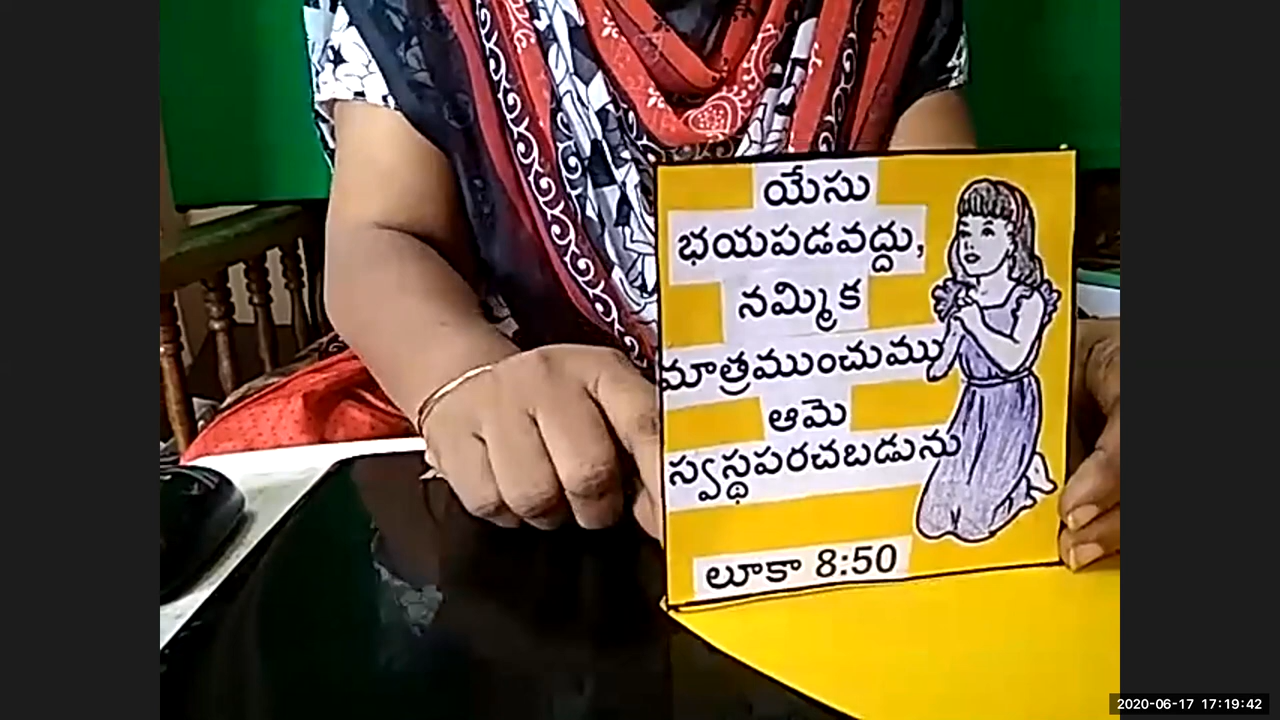 యేసు
భయపడవద్దు,
నమ్మిక
మాత్రముంచుము
ఆమె
స్వస్థపరచబడును
లూకా 8:50
2020-06-17 17:19:42